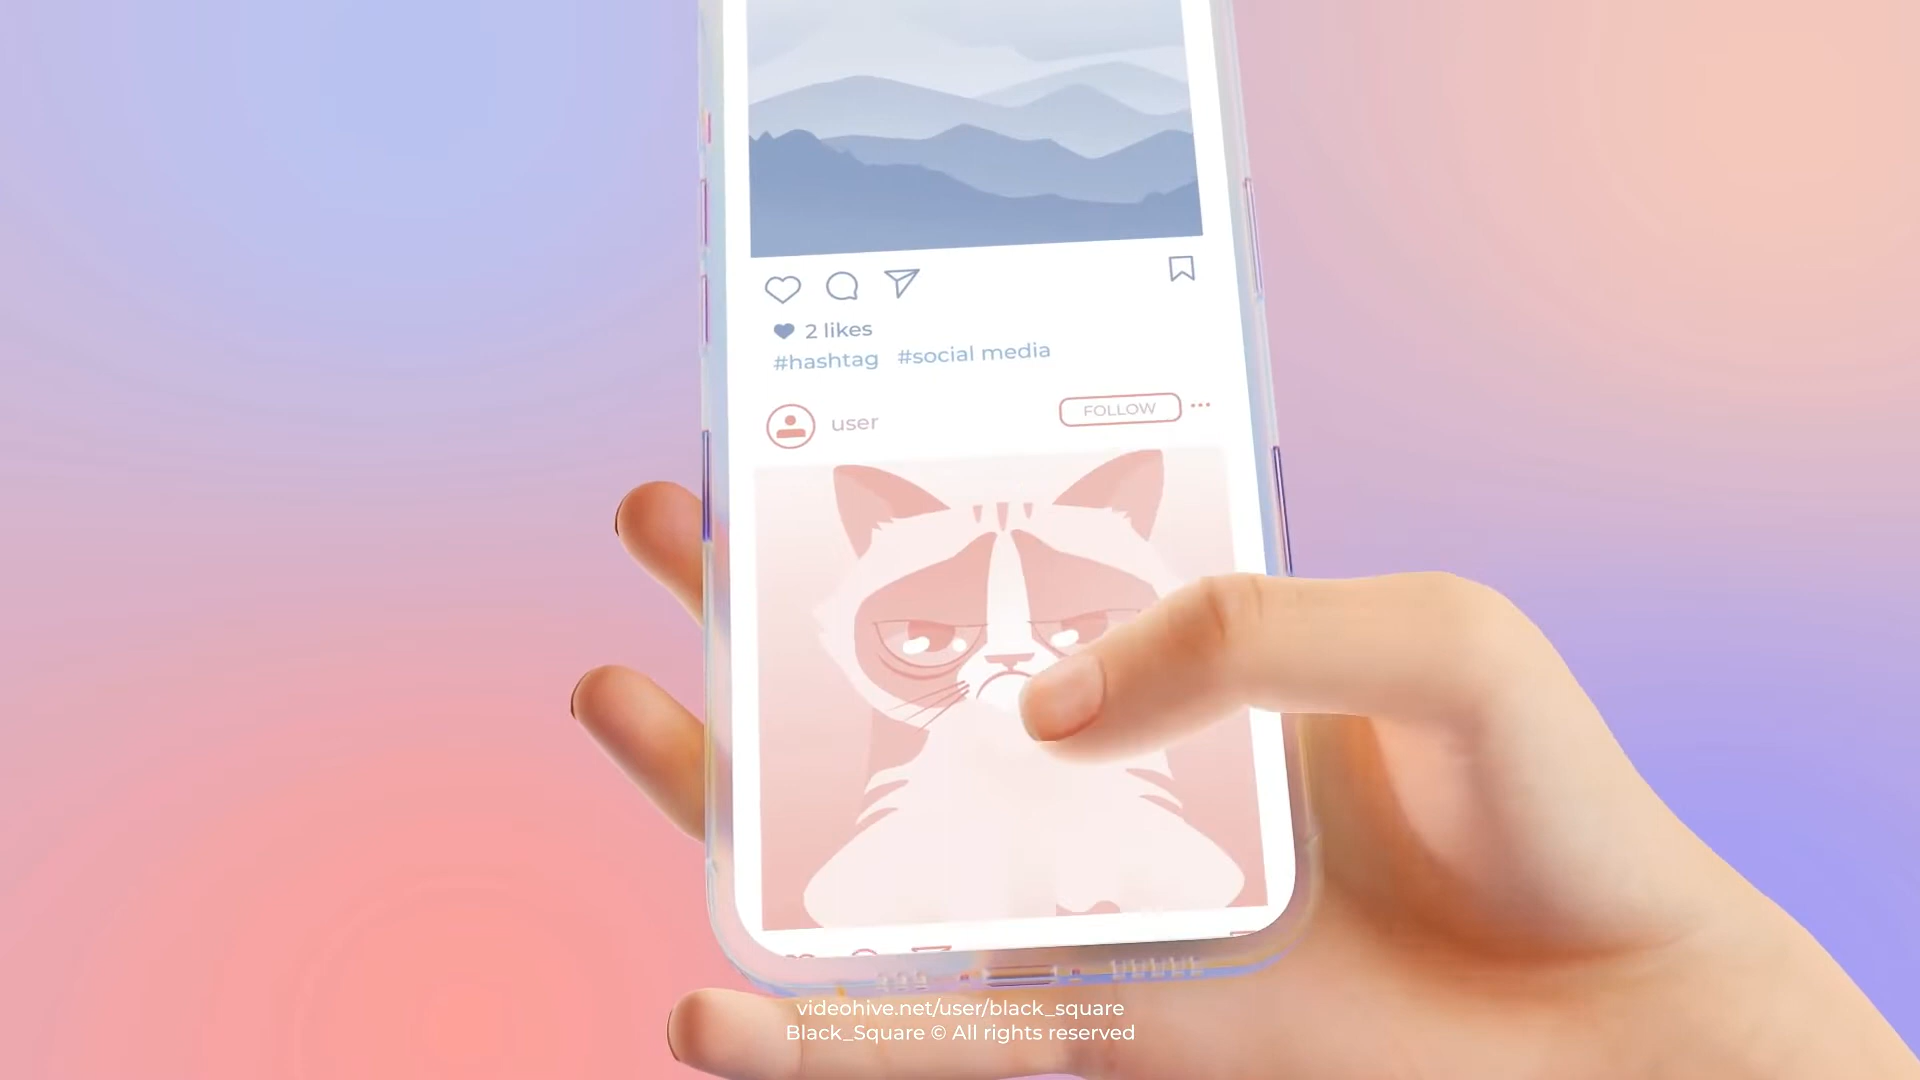 2 likes
#hashtag #social media
user
FOLLOW
videohive.net/user/black_square
Black_Square © All rights reserved